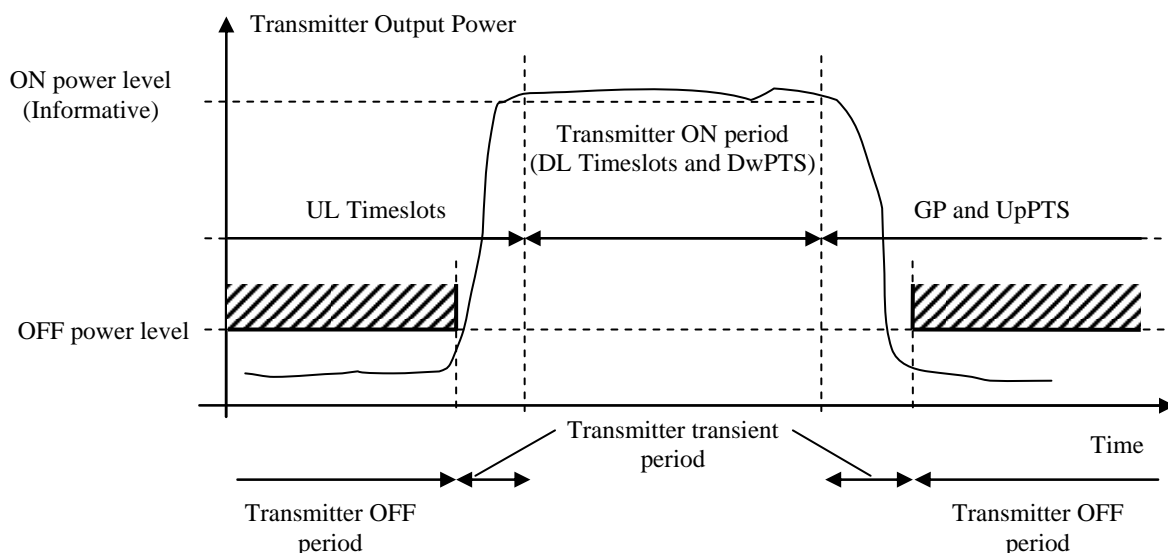 Transmitter Output Power
ON power level
(Informative)
Transmitter ON period
(DL Timeslots and DwPTS)
UL Timeslots
GP and UpPTS
OFF power level
Transmitter transient
period
Time
Transmitter OFF
period
Transmitter OFF
period